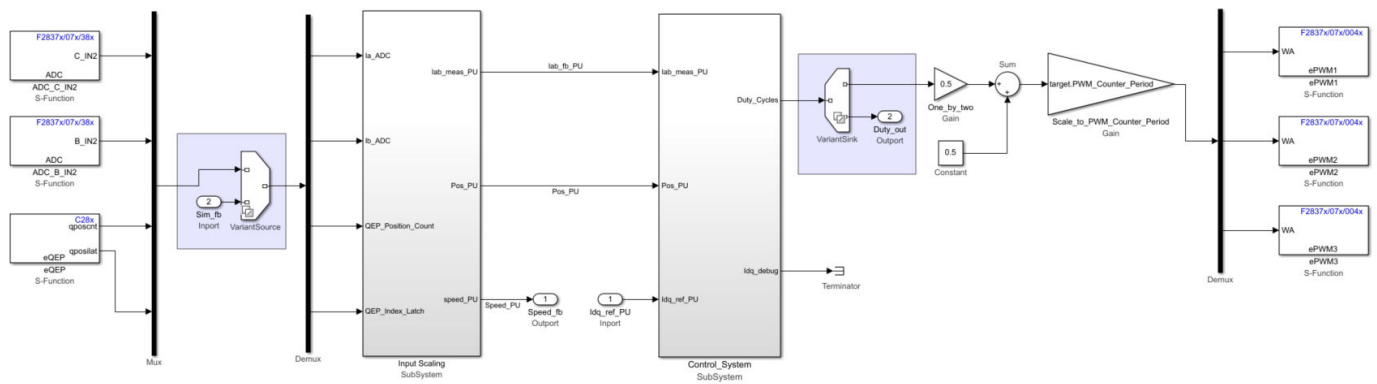 F2837x/07x/38x
C_IN2
ADC
ADC_C_IN2
S-Function
F2837x/07x/38x
B_IN2
ADC
ADC_B_IN2
S-Function
C28x
qposcnt
qposilat
eQEP
eQEP
S-Function
Mux
2
Sim_fb
Inport
VariantSource
Demux
Ia_ADC
Ib_ADC
QEP_Position_Count
QEP_Index_Latch
Iab_meas_PU
Pos_PU
speed_PU
Input Scaling
SubSystem
Iab_fb_PU
Pos_PU
Speed_PU
1
Speed_fb
Outport
1
Idq_ref_PU
Inport
Iab_meas_PU
Pos_PU
Idq_ref_PU
Duty_Cycles
Idq_debug
Control_System
SubSystem
Terminator
VariantSink
2
Duty_out
Outport
0.5
One_by_two
Gain
0.5
Constant
Sum
+
+
target.PWM_Counter_Period
Scale_to_PWM_Counter_Period
Gain
Demux
F2837x/07x/004x
WA
ePWM1
ePWM1
S-Function
F2837x/07x/004x
WA
ePWM2
ePWM2
S-Function
F2837x/07x/004x
WA
ePWM3
ePWM3
S-Function